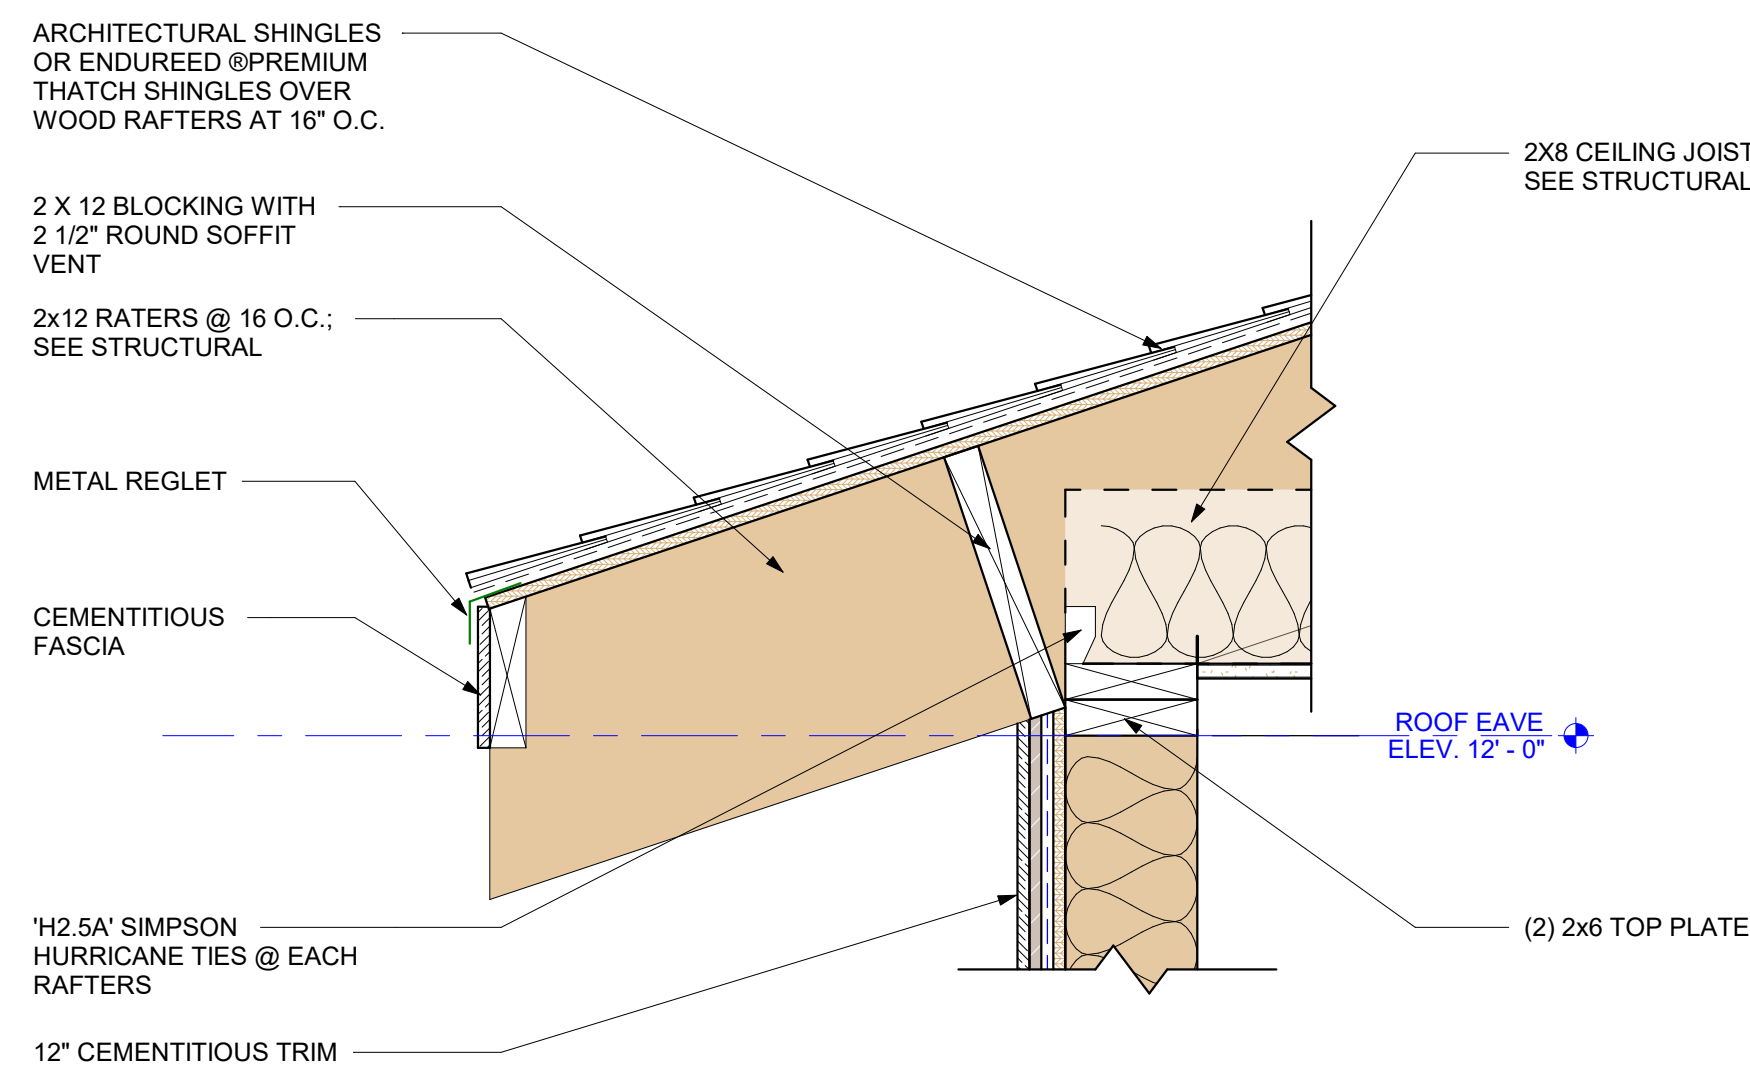 ARCHITECTURAL SHINGLES
OR ENDUREED ®PREMIUM
THATCH SHINGLES OVER
WOOD RAFTERS AT 16" O.C.
2 X 12 BLOCKING WITH
2 1/2" ROUND SOFFIT
VENT
2x12 RATERS @ 16 O.C.;
SEE STRUCTURAL
METAL REGLET
CEMENTITIOUS
FASCIA
'H2.5A' SIMPSON
HURRICANE TIES @ EACH
RAFTERS
12" CEMENTITIOUS TRIM
2X8 CEILING JOIST
SEE STRUCTURAL
ROOF EAVE
ELEV. 12' - 0"
(2) 2x6 TOP PLATE